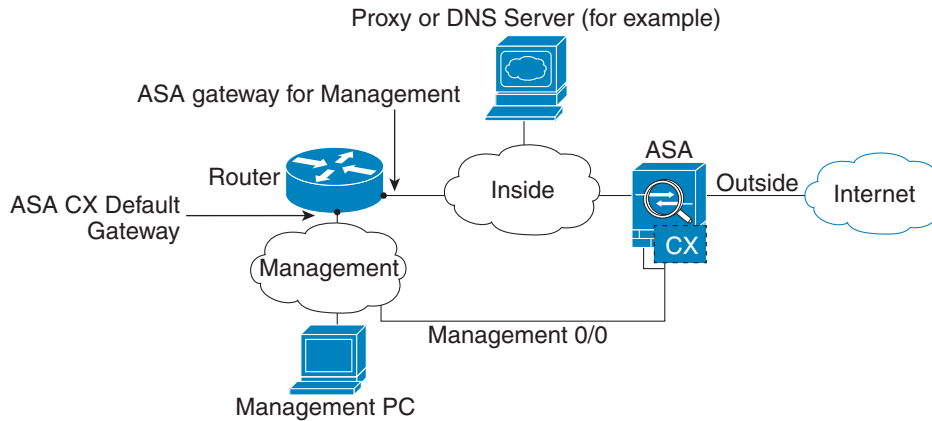 Proxy or DNS Server (for example)
ASA gateway for Management
ASA
Router
Inside
Outside
Internet
ASA CX Default
Gateway
CX
Management
Management 0/0
Management PC